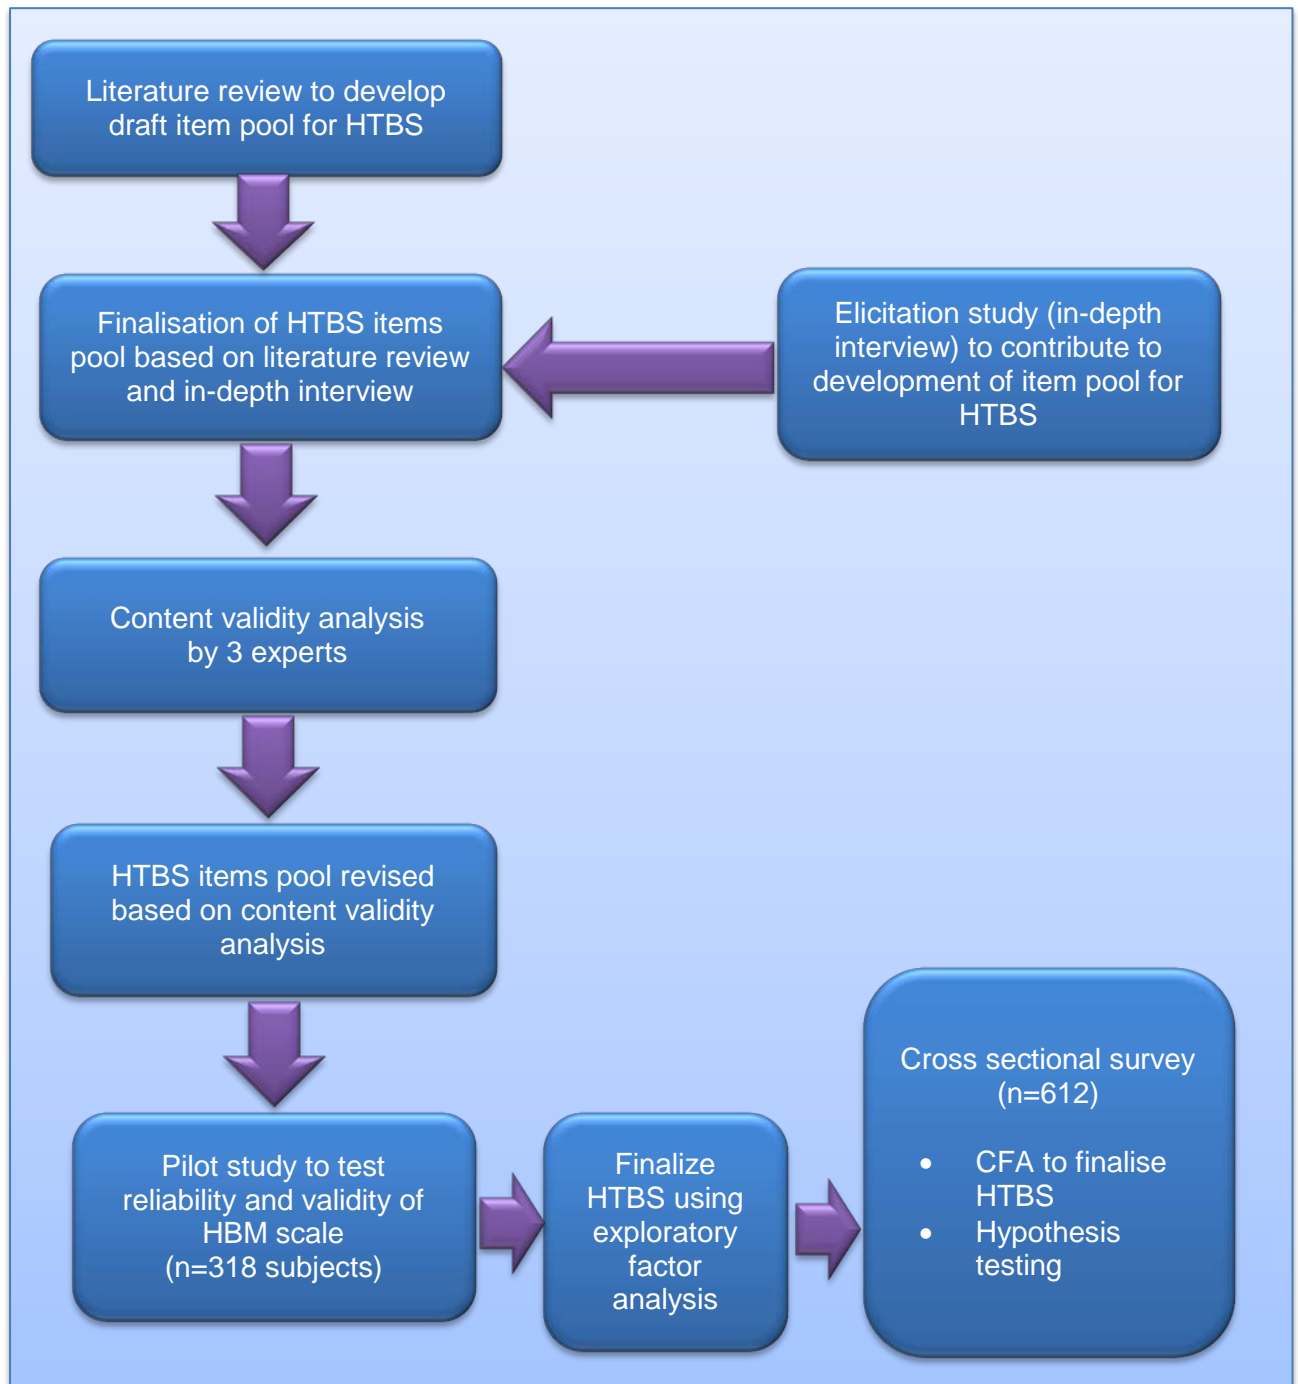 Literature review to develop
draft item pool for HTBS
Finalisation of HTBS items
pool based on literature review
and in-depth interview
Elicitation study (in-depth
interview) to contribute to
development of item pool for
HTBS
Content validity analysis
by 3 experts
HTBS items pool revised
based on content validity
analysis
Pilot study to test
reliability and validity of
HBM scale
(n=318 subjects)
Finalize
HTBS using
exploratory
factor
analysis
Cross sectional survey
(n=612)
• CFA to finalise
HTBS
• Hypothesis
testing